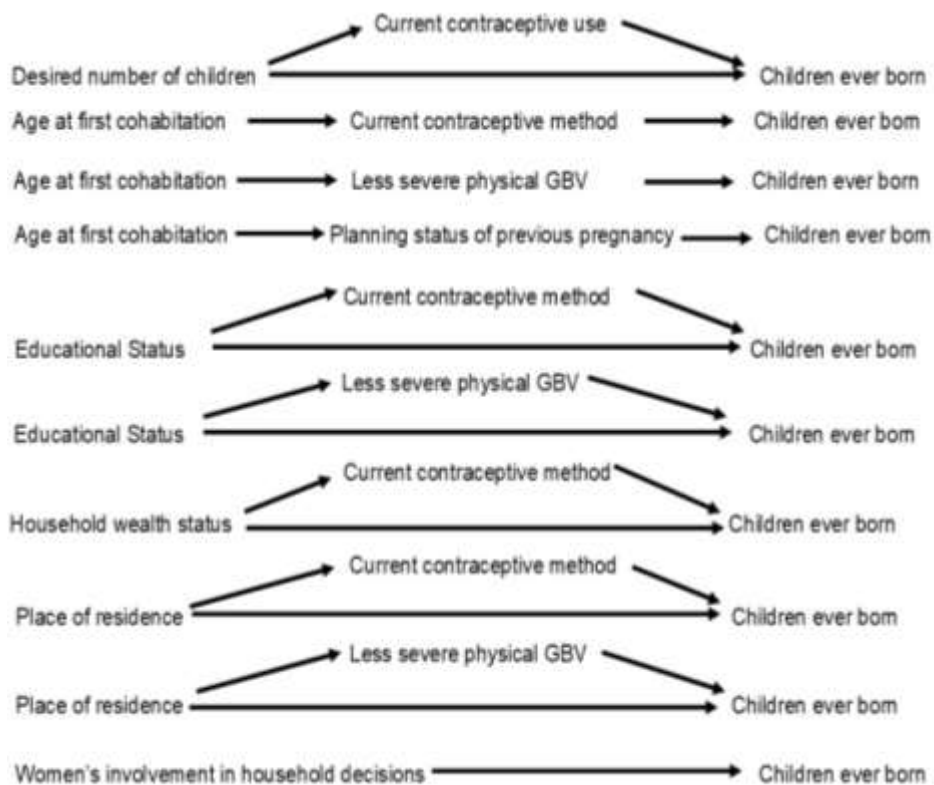 Current contraceptive use
Desired number of children Children ever born
Age at first cohabitation Current contraceptive method Children ever born
Age at first cohabitation Less severe physical GBV Children ever born
Age at first cohabitation Planning status of previous pregnancy Children ever born
Current contraceptive method
Educational Status Children ever born
Less severe physical GBV
Educational Status Children ever born
Current contraceptive method
Household wealth status Children ever born
Current contraceptive method
Place of residence Children ever born
Less severe physical GBV
Place of residence Children ever born
Women's involvement in household decisions Children ever born